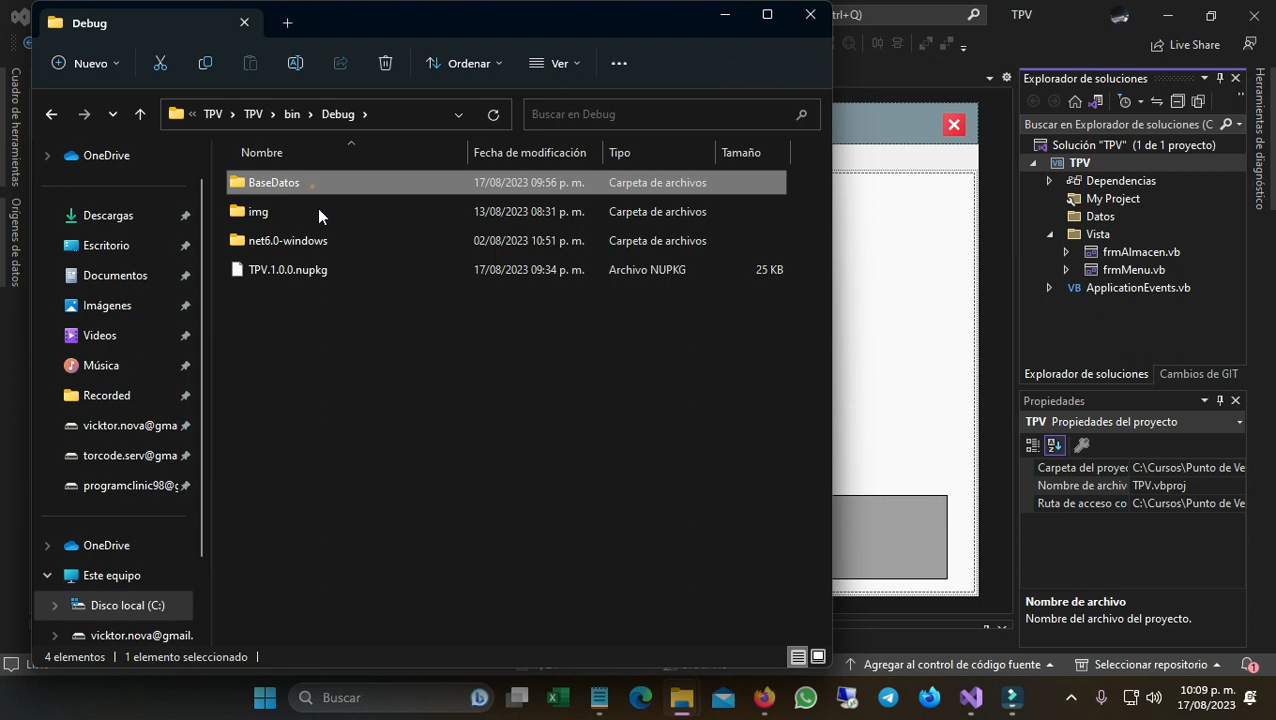 Debug
Nuevo
Ordenar
Ver
« TPV > TPV > bin > Debug >
Buscar en Debug
Nombre
Fecha de modificación
Tipo
Tamaño
BaseDatos
17/08/2023 09:56 p. m.
Carpeta de archivos
img
13/08/2023 08:31 p. m.
Carpeta de archivos
net6.0-windows
02/08/2023 10:51 p. m.
Carpeta de archivos
TPV.1.0.0.nupkg
17/08/2023 09:34 p. m.
Archivo NUPKG
25 KB
OneDrive
Descargas
Escritorio
Documentos
Imágenes
Videos
Música
Recorded
vicktor.nova@gma
torcode.serv@gma
programclinic98@g
OneDrive
Este equipo
Disco local (C:)
vicktor.nova@gmail.
4 elementos
1 elemento seleccionado
Cuadro de herramientas
Orígenes de datos
trl+Q)
TPV
Live Share
Explorador de soluciones
Buscar en Explorador de soluciones (C
Solución "TPV" (1 de 1 proyecto)
TPV
Dependencias
My Project
Datos
Vista
frmAlmacen.vb
frmMenu.vb
ApplicationEvents.vb
Explorador de soluciones
Cambios de GIT
Herramientas de diagnóstico
Propiedades
TPV Propiedades del proyecto
Carpeta del proyec
C:\Cursos\Punto de Ve
Nombre de archiv
TPV.vbproj
Ruta de acceso co
C:\Cursos\Punto de Ve
Nombre de archivo
Nombre del archivo del proyecto.
Agregar al control de código fuente
Seleccionar repositorio
1
Buscar
10:09 p. m.
17/08/2023